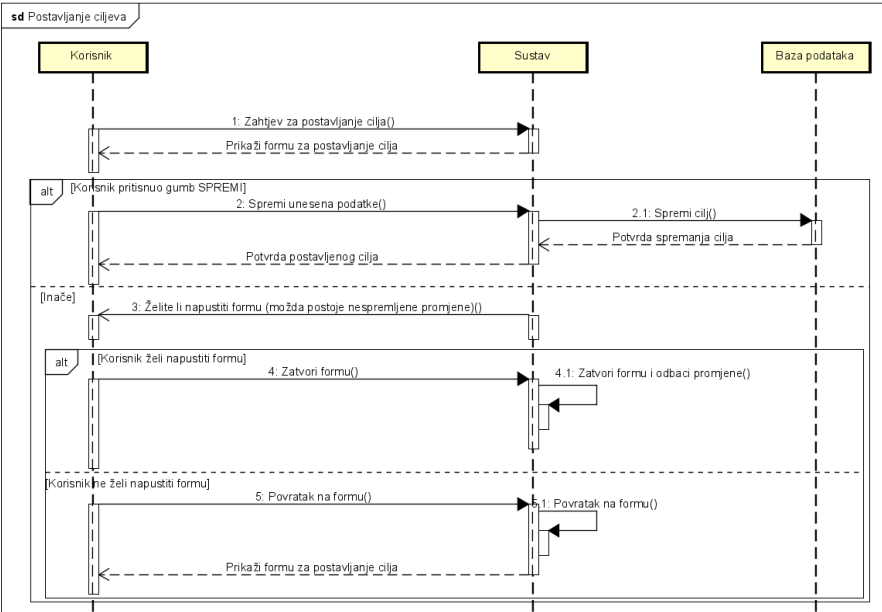 sd Postavljanje ciljeva
Korisnik
Sustav
Baza podataka
1: Zahtjev za postavljanje cilja()
Prikaži formu za postavljanje cilja
alt
[Korisnik pritisnuo gumb SPREMI]
2: Spremi unesena podatke()
2.1: Spremi cilj()
Potvrda spremanja cilja
Potvrda postavljenog cilja
[Inače]
3: Želite li napustiti formu (možda postoje nespremljene promjene)()
alt
[Korisnik želi napustiti formu]
4: Zatvori formu()
4.1: Zatvori formu i odbaci promjene()
[Korisnik ne želi napustiti formu]
5: Povratak na formu()
5.1: Povratak na formu()
Prikaži formu za postavljanje cilja